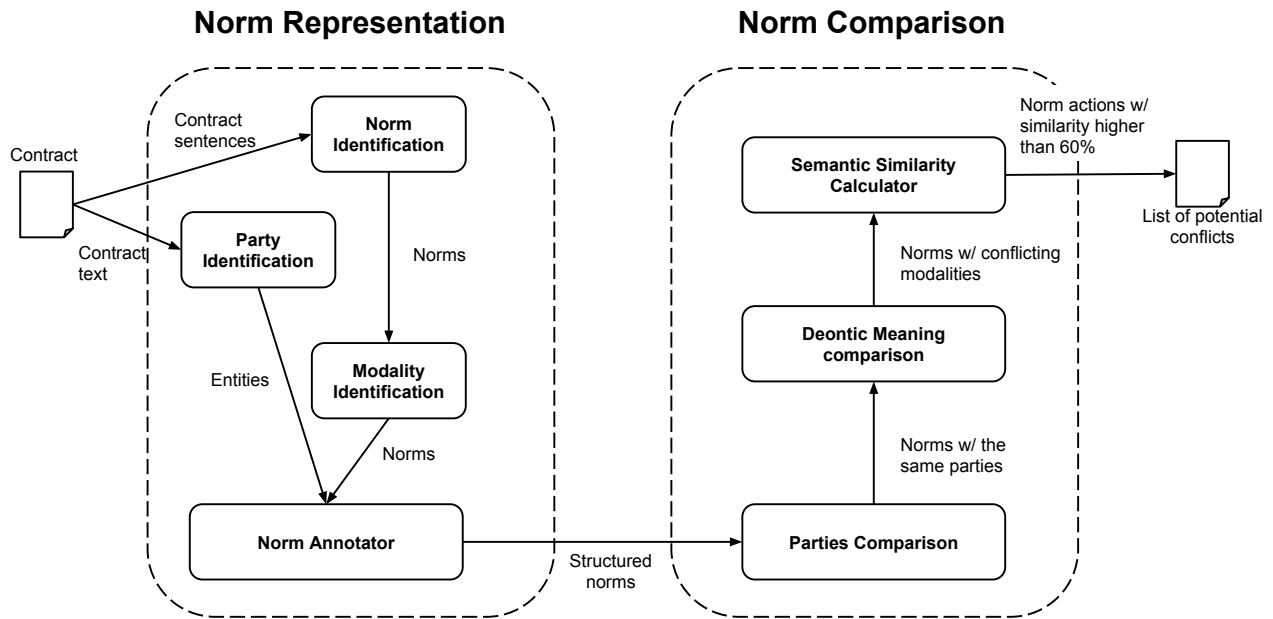 Norm Representation
Norm Comparison
Contract
Contract
sentences
Norm
Identification
Contract
text
Party
Identification
Norms
Entities
Modality
Identification
Norms
Norm Annotator
Structured
norms
Parties Comparison
Norms w/ the
same parties
Deontic Meaning
comparison
Norms w/ conflicting
modalities
Semantic Similarity
Calculator
Norm actions w/
similarity higher
than 60%
List of potential
conflicts